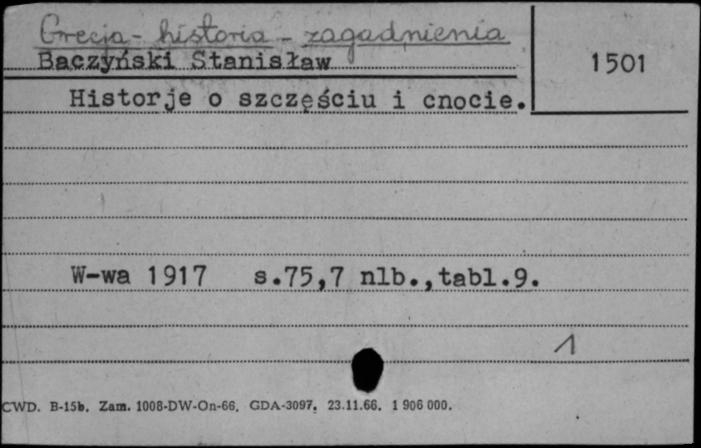 Grecja - historia - zagadnienia
Baczyński Stanisław
1501
Historje o szczęściu i cnocie.
W-wa 1917 s.75,7 nlb.,tabl.9.
1
CWD. B-15b. Zam. 1008-DW-On-66. GDA-3097. 23.11.66. 1 906 000.